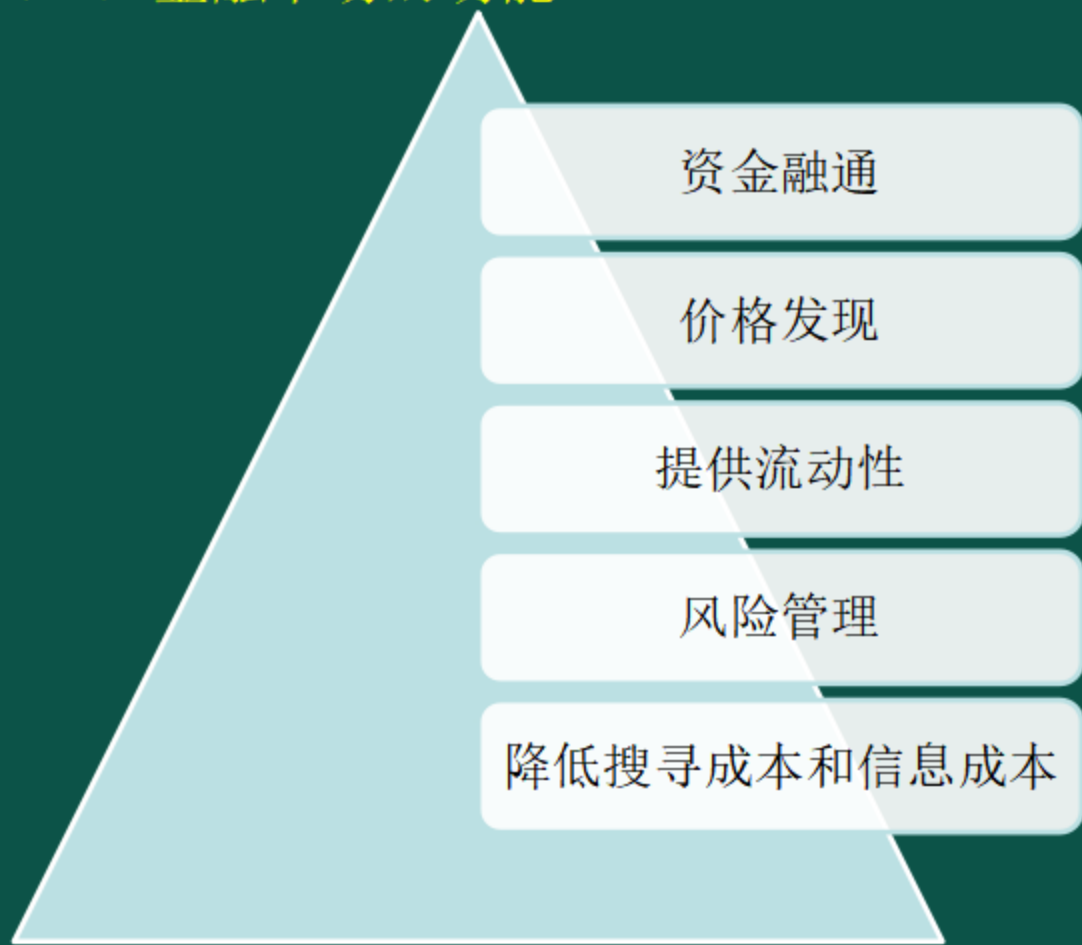 资金融通
价格发现
提供流动性
风险管理
降低搜寻成本和信息成本